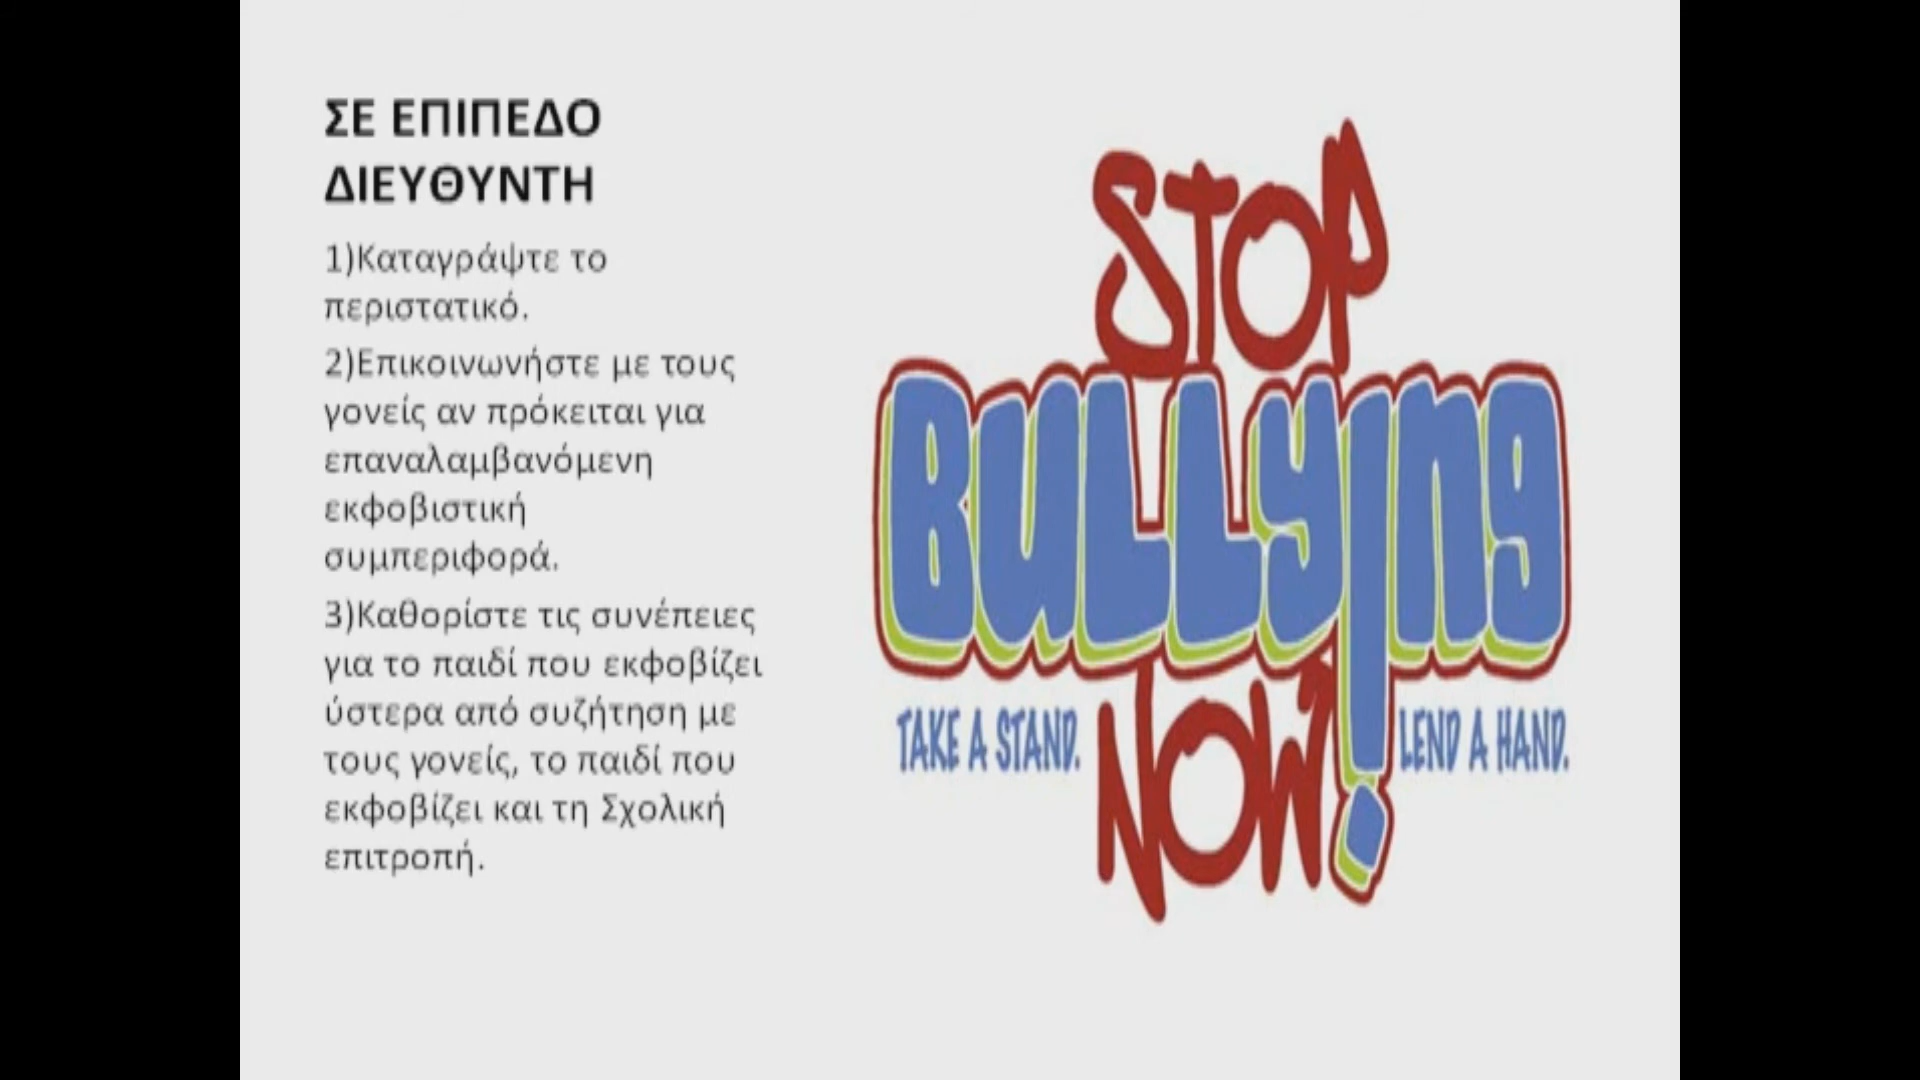 ΣΕ ΕΠΙΠΕΔΟ
ΔΙΕΥΘΥΝΤΗ
1)Καταγράψτε το
περιστατικό.
2)Επικοινωνήστε με τους
γονείς αν πρόκειται για
επαναλαμβανόμενη
εκφοβιστική
συμπεριφορά.
3)Καθορίστε τις συνέπειες
για το παιδί που εκφοβίζει
ύστερα από συζήτηση με
τους γονείς, το παιδί που
εκφοβίζει και τη Σχολική
επιτροπή.
STOP
BULLYING
NOW!
TAKE A STAND.
LEND A HAND.